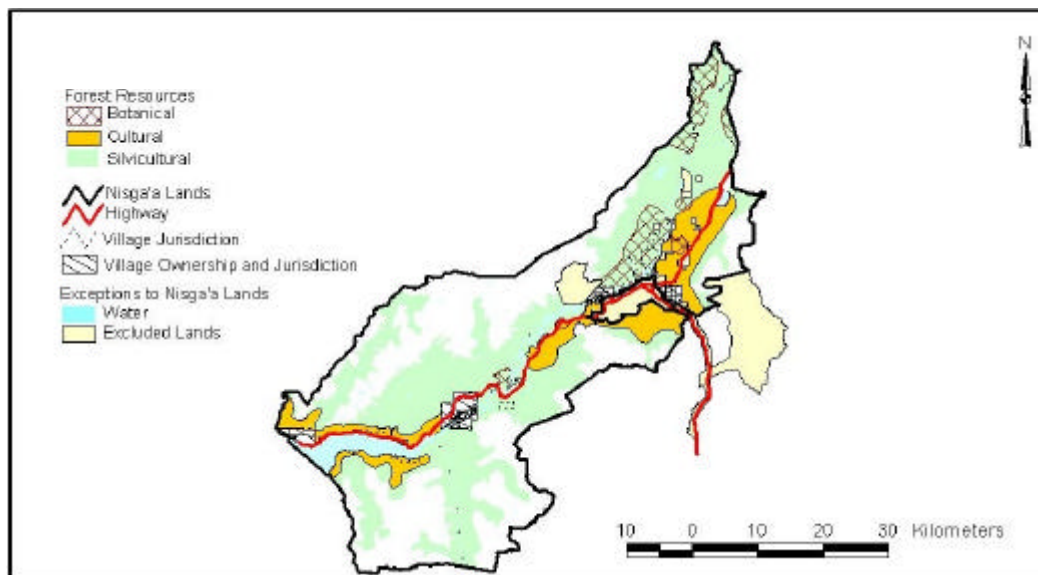 N
Forest Resources
Botanical
Cultural
Silvicultural
Nisga'a Lands
Highway
Village Jurisdiction
Village Ownership and Jurisdiction
Exceptions to Nisga'a Lands
Water
Excluded Lands
10 0 10 20 30 Kilometers